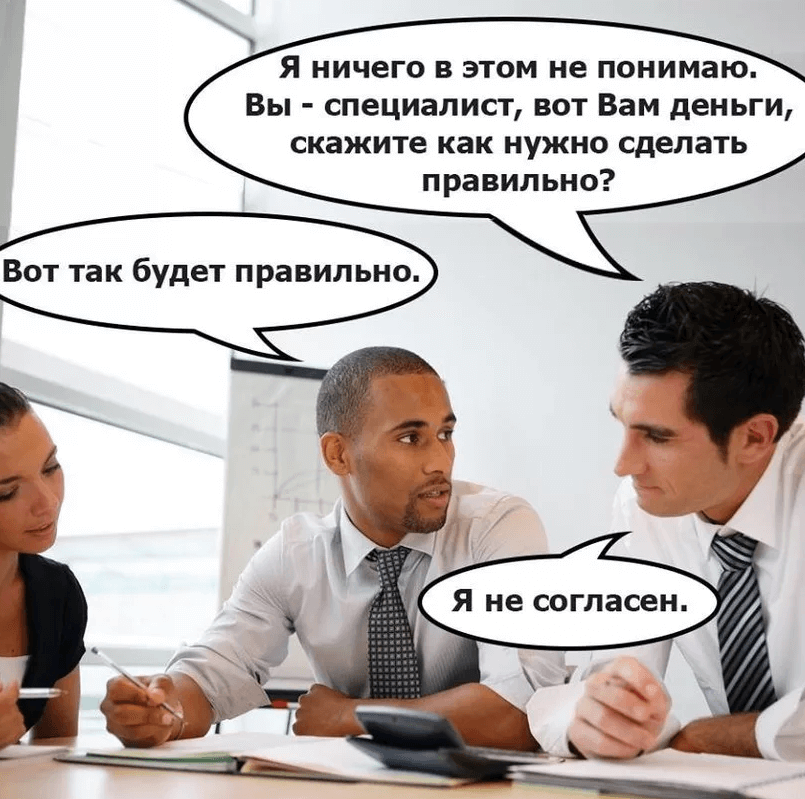 Я ничего в этом не понимаю.
Вы - специалист, вот Вам деньги,
скажите как нужно сделать
правильно?
Вот так будет правильно.
Я не согласен.